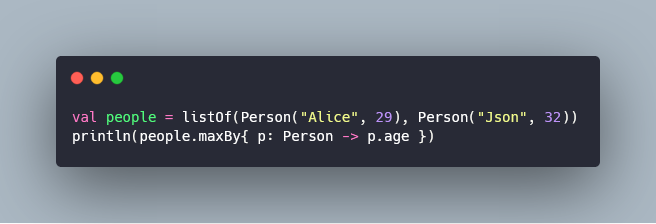 val people = listOf(Person("Alice", 29), Person("Json", 32))
println(people.maxBy{ p: Person -> p.age })